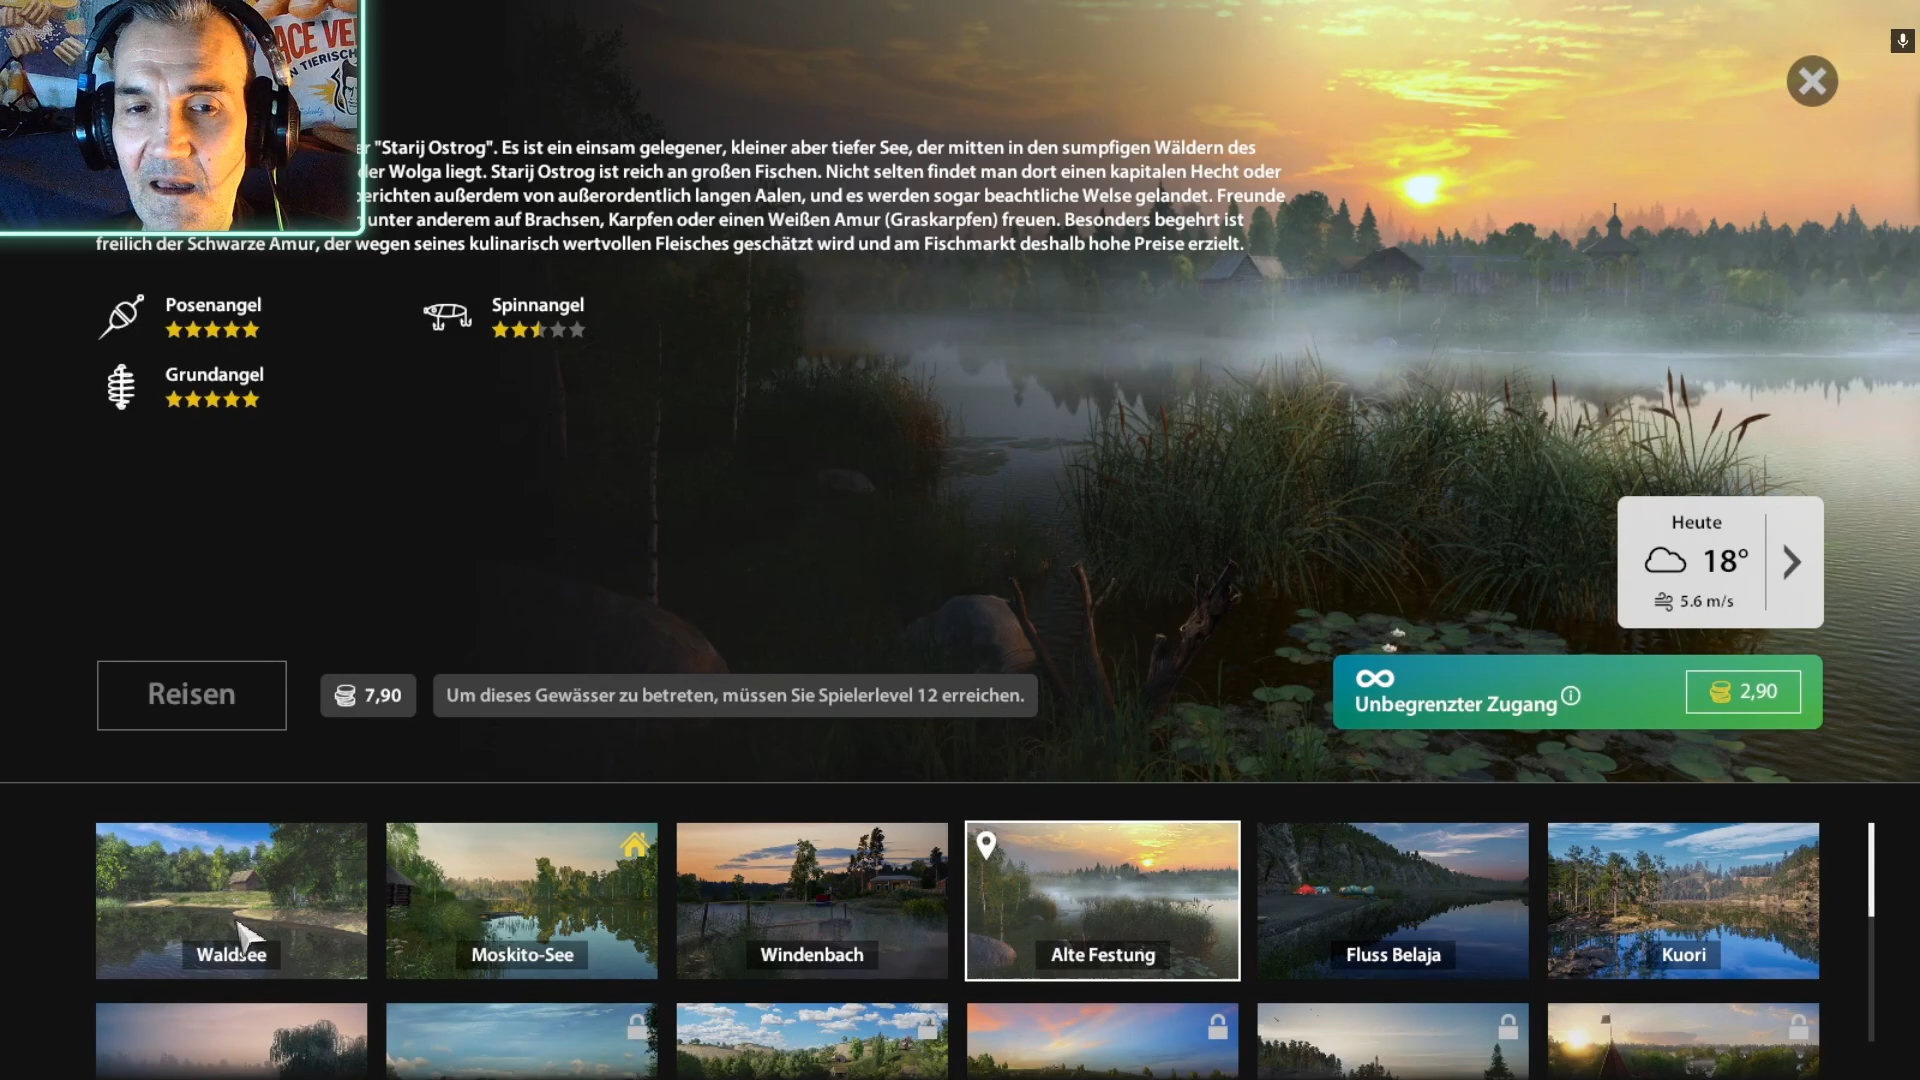 ACE VE
N TIERISCH
r "Starij Ostrog". Es ist ein einsam gelegener, kleiner aber tiefer See, der mitten in den sumpfigen Wäldern des
der Wolga liegt. Starij Ostrog ist reich an großen Fischen. Nicht selten findet man dort einen kapitalen Hecht oder
berichten außerdem von außerordentlich langen Aalen, und es werden sogar beachtliche Welse gelandet. Freunde
unter anderem auf Brachsen, Karpfen oder einen Weißen Amur (Graskarpfen) freuen. Besonders begehrt ist
freilich der Schwarze Amur, der wegen seines kulinarisch wertvollen Fleisches geschätzt wird und am Fischmarkt deshalb hohe Preise erzielt.
Posenangel
Spinnangel
Grundangel
Heute
18°
5.6 m/s
Reisen
7,90
Um dieses Gewässer zu betreten, müssen Sie Spielerlevel 12 erreichen.
Unbegrenzter Zugang
2,90
Waldsee
Moskito-See
Windenbach
Alte Festung
Fluss Belaja
Kuori